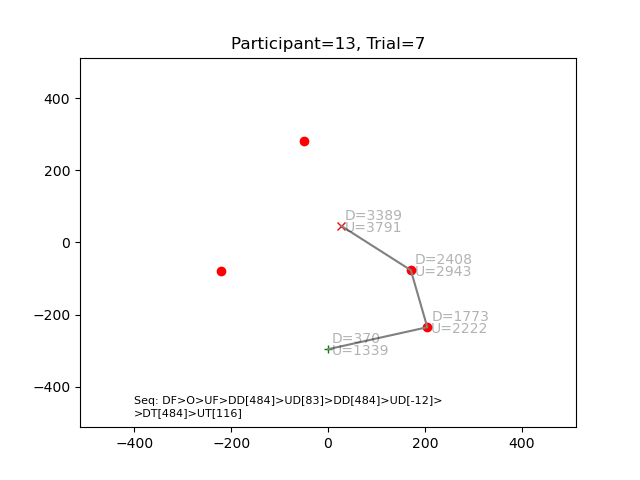 Participant=13, Trial=7
400
200
0
−200
−400
D=3389
U=3791
D=2408
U=2943
D=1773
U=2222
D=370
U=1339
Seq: DF>O>UF>DD[484]>UD[83]>DD[484]>UD[-12]>
>DT[484]>UT[116]
−400
−200
0
200
400